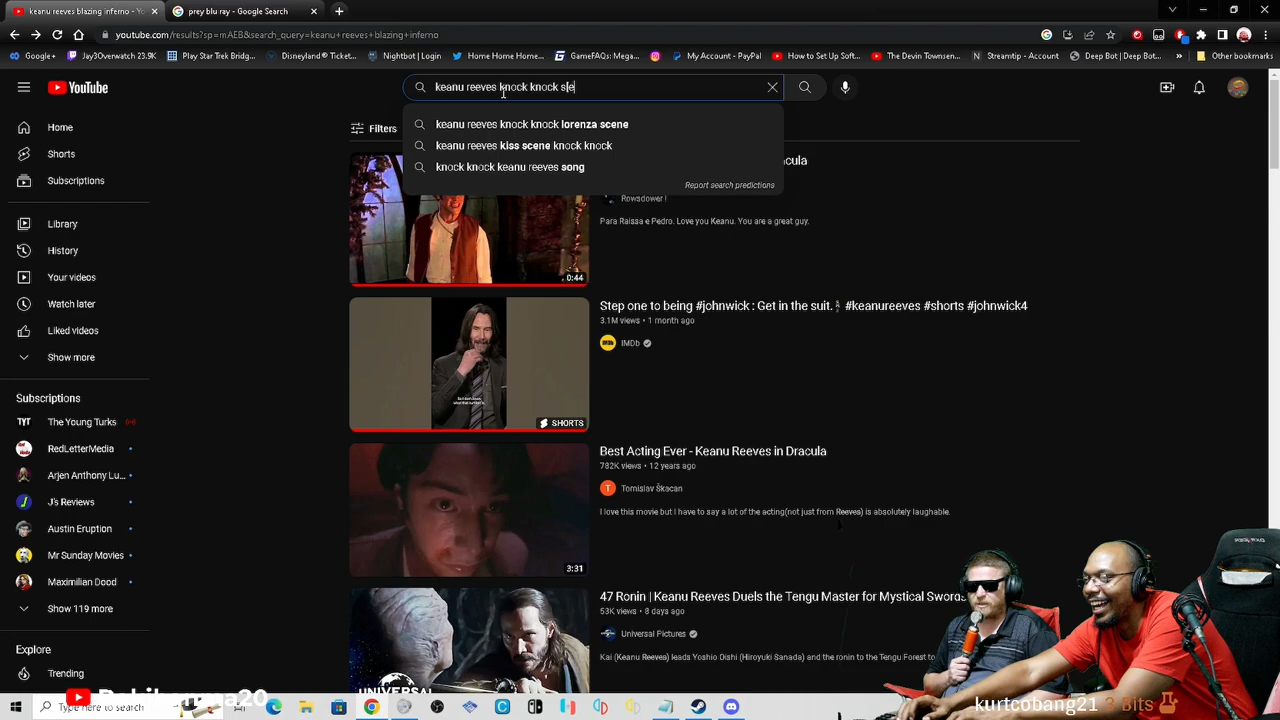 keanu reeves blazing inferno - Yo
prey blu ray - Google Search
youtube.com/results?sp=mAEB&search_query=keanu+reeves+blazing+inferno
Google+
Jay3Overwatch 23.9K
Play Star Trek Bridg...
Disneyland® Ticket...
Nightbot | Login
Home Home Home...
GameFAQs: Mega...
My Account - PayPal
How to Set Up Soft...
The Devin Townsen...
Streamtip - Account
Deep Bot...
Other bookmarks
YouTube
keanu reeves knock knock sle
keanu reeves knock knock lorenza scene
keanu reeves kiss scene knock knock
knock knock keanu reeves song
Report search predictions
Filters
Home
Shorts
Subscriptions
Library
History
Your videos
Watch later
Liked videos
Show more
Subscriptions
TYT The Young Turks
RedLetterMedia
Arjen Anthony Lu...
J's Reviews
Austin Eruption
Mr Sunday Movies
Maximilian Dood
Show 119 more
Explore
Trending
acula
Rowsdower !
Para Raissa e Pedro. Love you Keanu. You are a great guy.
0:44
Step one to being #johnwick : Get in the suit. #keanureeves #shorts #johnwick4
3.1M views • 1 month ago
IMDb
SHORTS
Best Acting Ever - Keanu Reeves in Dracula
782K views • 12 years ago
T Tomislav Škacan
I love this movie but I have to say a lot of the acting(not just from Reeves) is absolutely laughable.
3:31
47 Ronin | Keanu Reeves Duels the Tengu Master for Mystical Swords
53K views • 8 days ago
Universal Pictures
Kai (Keanu Reeves) leads Yoshio Oishi (Hiroyuki Sanada) and the ronin to the Tengu Forest to
UNIVERSAL
Type here to search
kurtcobang21 3 Bits